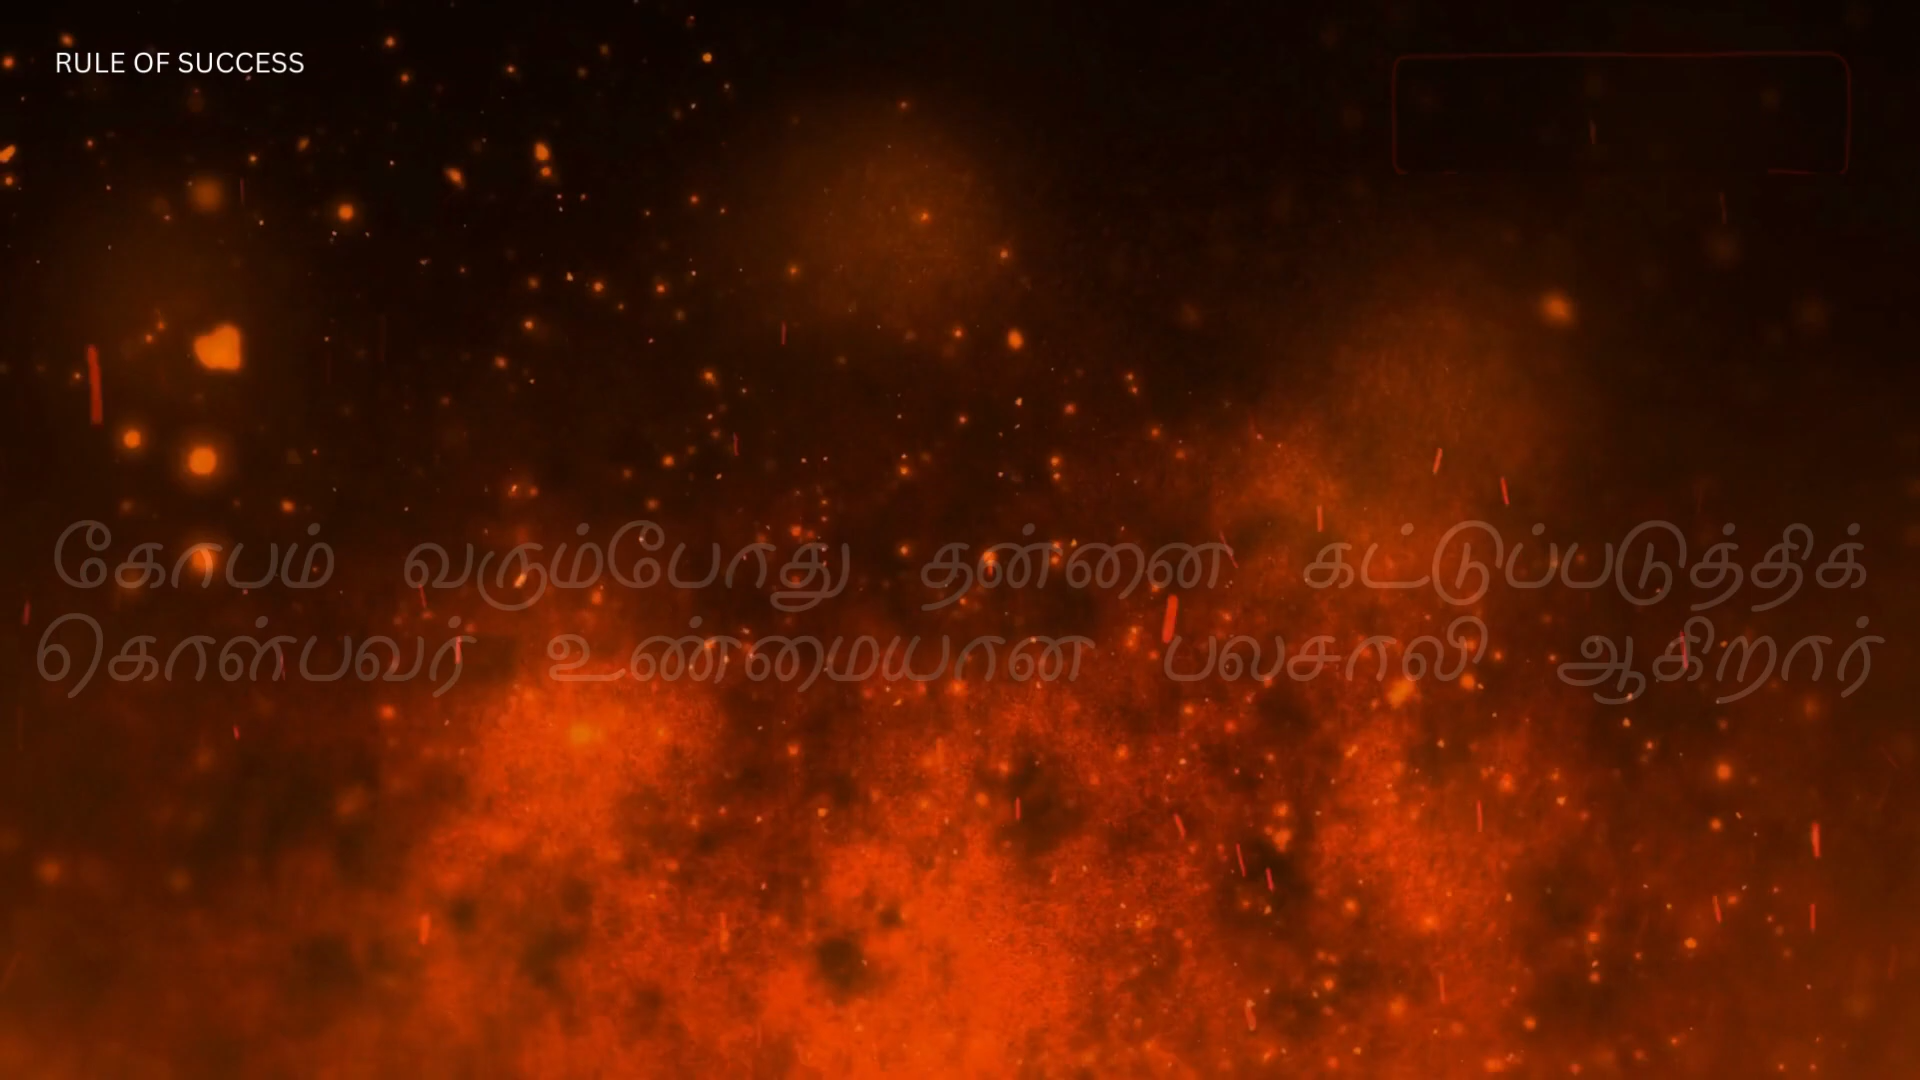 RULE OF SUCCESS
கோபம் வரும்போது தன்னை கட்டுப்படுத்திக்
கொள்பவர் உண்மையான பலசாலி ஆகிறார்